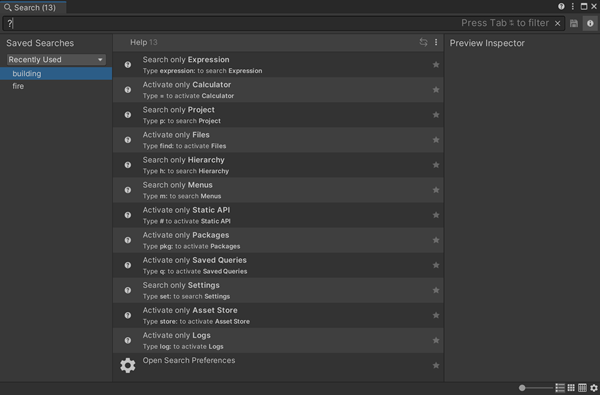 Search (13)
?
Press Tab to filter
Saved Searches
Recently Used
building
fire
Help 13
Search only Expression
Type expression: to search Expression
Activate only Calculator
Type = to activate Calculator
Search only Project
Type p: to search Project
Activate only Files
Type find: to activate Files
Search only Hierarchy
Type h: to search Hierarchy
Search only Menus
Type m: to search Menus
Activate only Static API
Type # to activate Static API
Activate only Packages
Type pkg: to activate Packages
Activate only Saved Queries
Type q: to activate Saved Queries
Search only Settings
Type set: to search Settings
Activate only Asset Store
Type store: to activate Asset Store
Activate only Logs
Type log: to activate Logs
Open Search Preferences
Preview Inspector